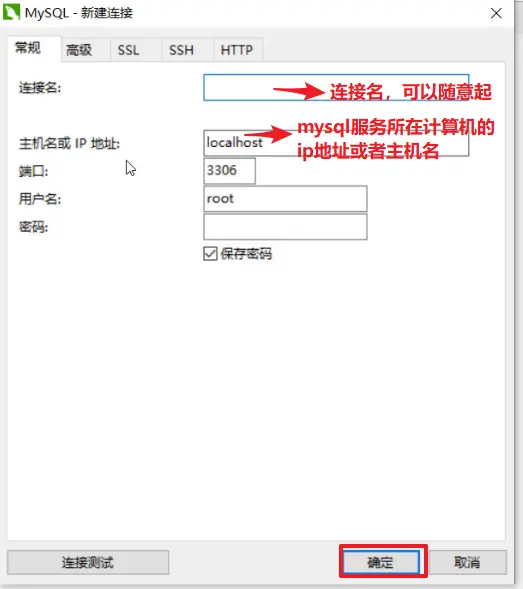 MySQL - 新建连接
常规 高级 SSL SSH HTTP
连接名:
连接名，可以随意起
主机名或 IP 地址:
localhost
mysql服务所在计算机的
ip地址或者主机名
端口:
3306
用户名:
root
密码:
保存密码
连接测试 确定 取消